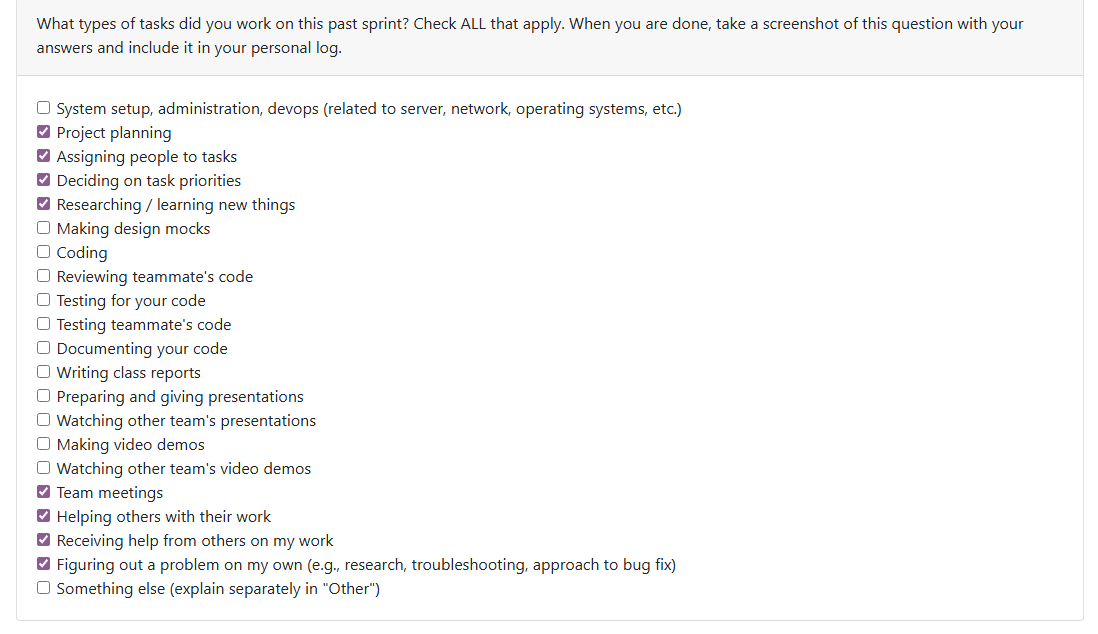 What types of tasks did you work on this past sprint? Check ALL that apply. When you are done, take a screenshot of this question with your
answers and include it in your personal log.
System setup, administration, devops (related to server, network, operating systems, etc.)
Project planning
Assigning people to tasks
Deciding on task priorities
Researching / learning new things
Making design mocks
Coding
Reviewing teammate's code
Testing for your code
Testing teammate's code
Documenting your code
Writing class reports
Preparing and giving presentations
Watching other team's presentations
Making video demos
Watching other team's video demos
Team meetings
Helping others with their work
Receiving help from others on my work
Figuring out a problem on my own (e.g., research, troubleshooting, approach to bug fix)
Something else (explain separately in "Other")